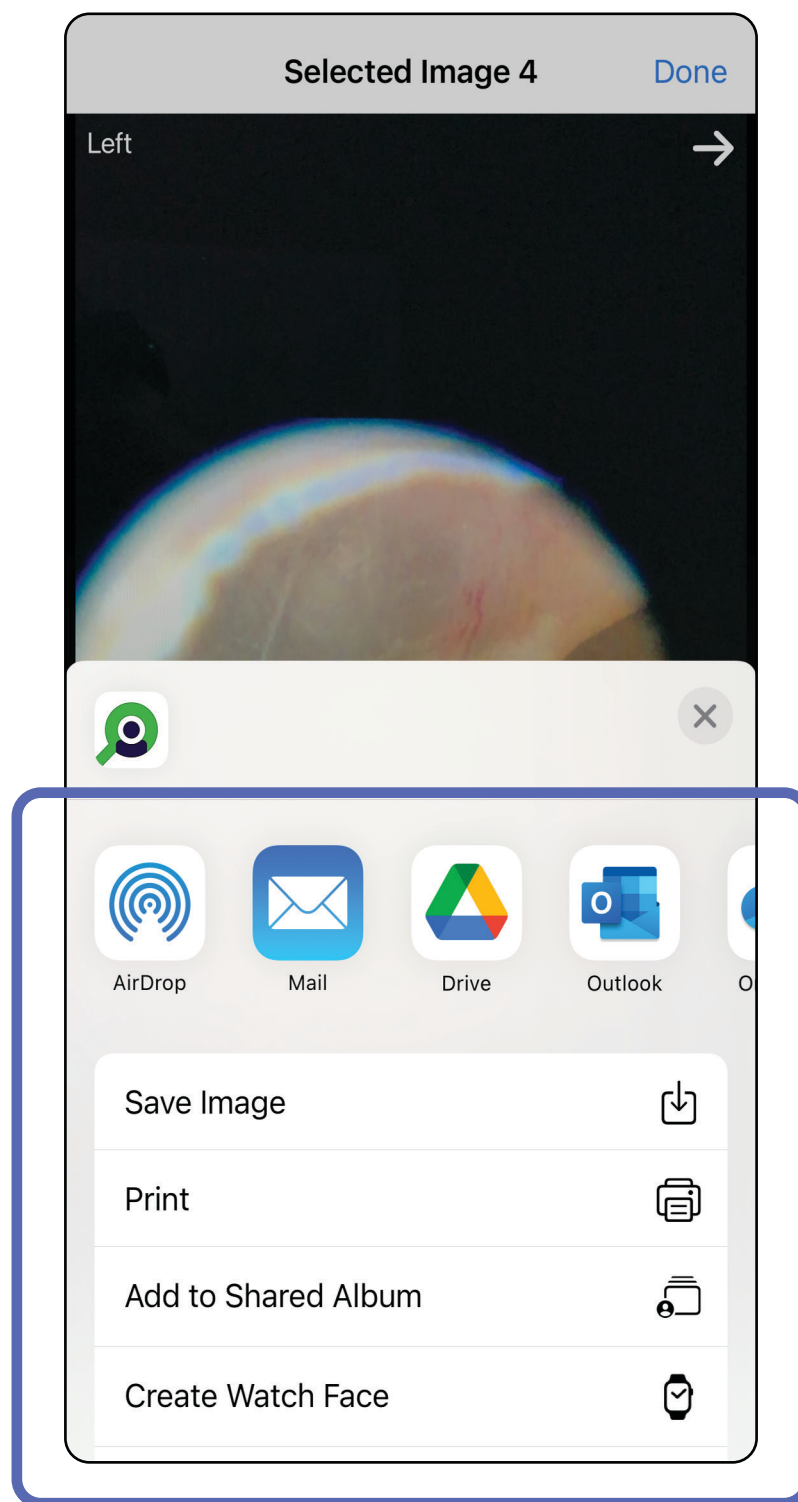 Selected Image 4 Done
Left
AirDrop Mail Drive Outlook
Save Image
Print
Add to Shared Album
Create Watch Face